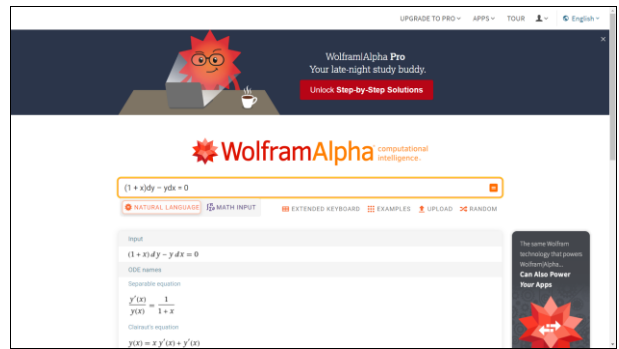 UPGRADE TO PRO APPS TOUR English
Wolfram|Alpha Pro
Your late-night study buddy.
Unlock Step-by-Step Solutions
WolframAlpha computational intelligence.
(1 + x)dy − ydx = 0
NATURAL LANGUAGE MATH INPUT EXTENDED KEYBOARD EXAMPLES UPLOAD RANDOM
Input
(1 + x) d y − y d x = 0
ODE names
Separable equation
y′(x)/y(x) = 1/(1 + x)
Clairaut's equation
y(x) = x y′(x) + y′(x)
The same Wolfram
technology that powers
Wolfram|Alpha...
Can Also Power
Your Apps